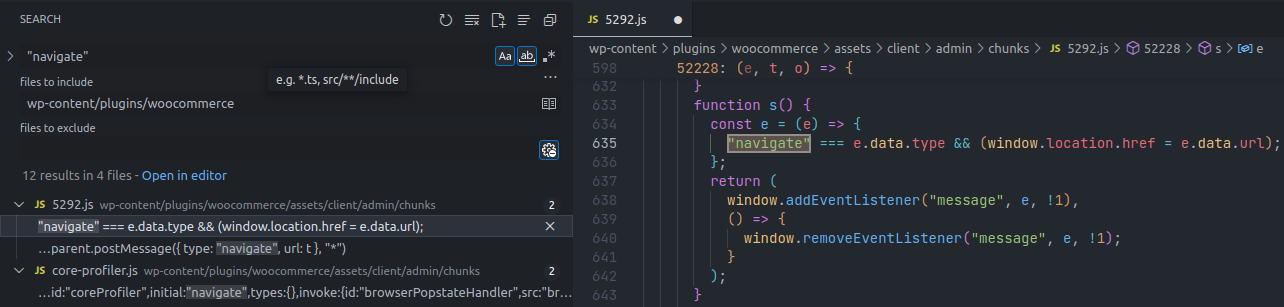 SEARCH
"navigate"
Aa
ab
.*
files to include
e.g. *.ts, src/**/include
...
wp-content/plugins/woocommerce
files to exclude
12 results in 4 files - Open in editor
JS 5292.js wp-content/plugins/woocommerce/assets/client/admin/chunks 2
"navigate" === e.data.type && (window.location.href = e.data.url);
…parent.postMessage({ type: "navigate", url: t }, "*")
JS core-profiler.js wp-content/plugins/woocommerce/assets/client/admin/chunks 2
…id:"coreProfiler",initial:"navigate",types:{},invoke:{id:"browserPopstateHandler",src:"br…
JS 5292.js
wp-content > plugins > woocommerce > assets > client > admin > chunks > JS 5292.js > 52228 > s > e
598 52228: (e, t, o) => {
632 }
633 function s() {
634 const e = (e) => {
635 "navigate" === e.data.type && (window.location.href = e.data.url);
636 };
637 return (
638 window.addEventListener("message", e, !1),
639 () => {
640 window.removeEventListener("message", e, !1);
641 }
642 );
643 }